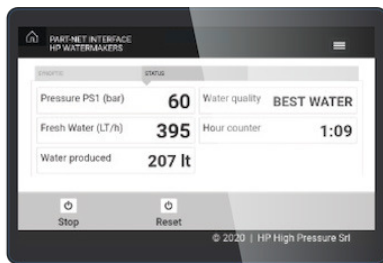 PART-NET INTERFACE
HP WATERMAKERS
SYNOPTIC STATUS
Pressure PS1 (bar) 60 Water quality BEST WATER
Fresh Water (LT/h) 395 Hour counter 1:09
Water produced 207 lt
Stop Reset
© 2020 | HP High Pressure Srl